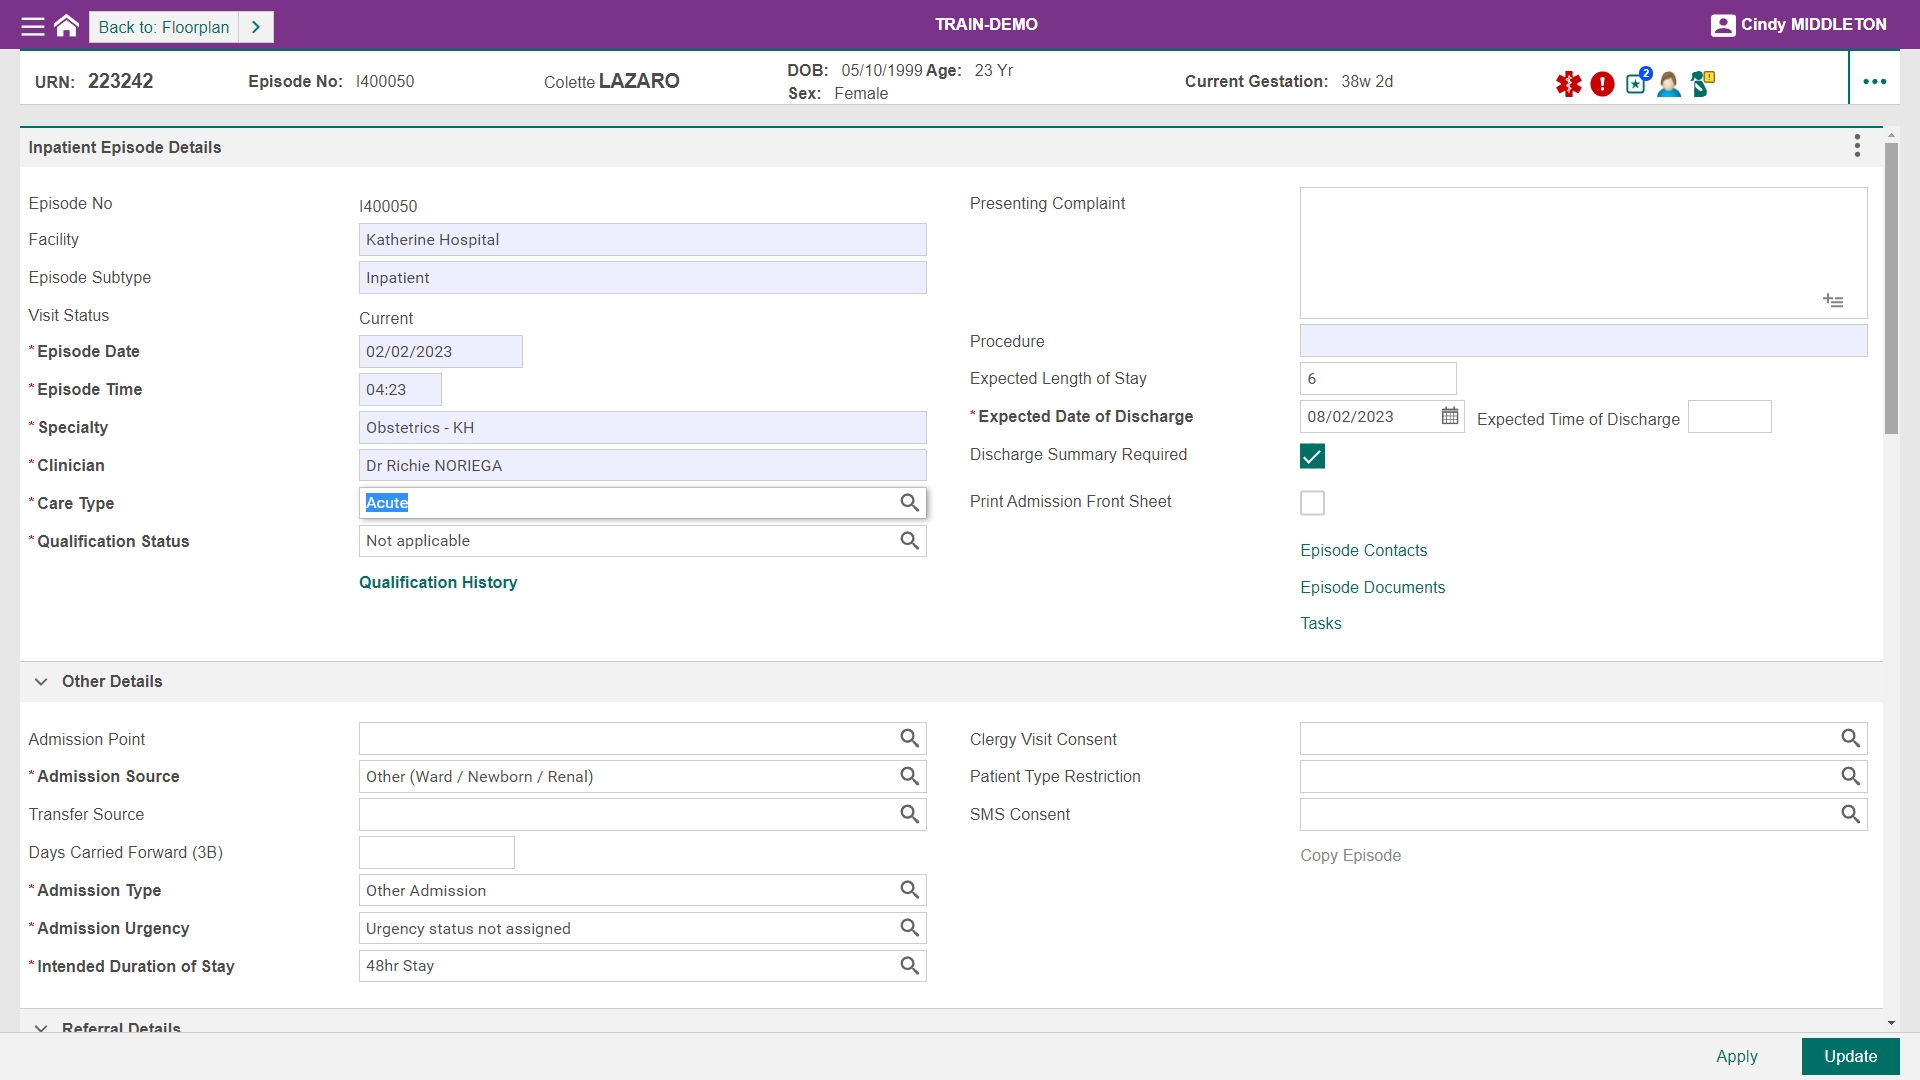 Back to: Floorplan
TRAIN-DEMO
Cindy MIDDLETON
URN: 223242
Episode No: I400050
Colette LAZARO
DOB: 05/10/1999 Age: 23 Yr
Sex: Female
Current Gestation: 38w 2d
2
Inpatient Episode Details
Episode No I400050
Facility Katherine Hospital
Episode Subtype Inpatient
Visit Status Current
*Episode Date 02/02/2023
*Episode Time 04:23
*Specialty Obstetrics - KH
*Clinician Dr Richie NORIEGA
*Care Type Acute
*Qualification Status Not applicable
Qualification History
Presenting Complaint
Procedure
Expected Length of Stay 6
*Expected Date of Discharge 08/02/2023 Expected Time of Discharge
Discharge Summary Required
Print Admission Front Sheet
Episode Contacts
Episode Documents
Tasks
Other Details
Admission Point
*Admission Source Other (Ward / Newborn / Renal)
Transfer Source
Days Carried Forward (3B)
*Admission Type Other Admission
*Admission Urgency Urgency status not assigned
*Intended Duration of Stay 48hr Stay
Clergy Visit Consent
Patient Type Restriction
SMS Consent
Copy Episode
Referral Details
Apply
Update